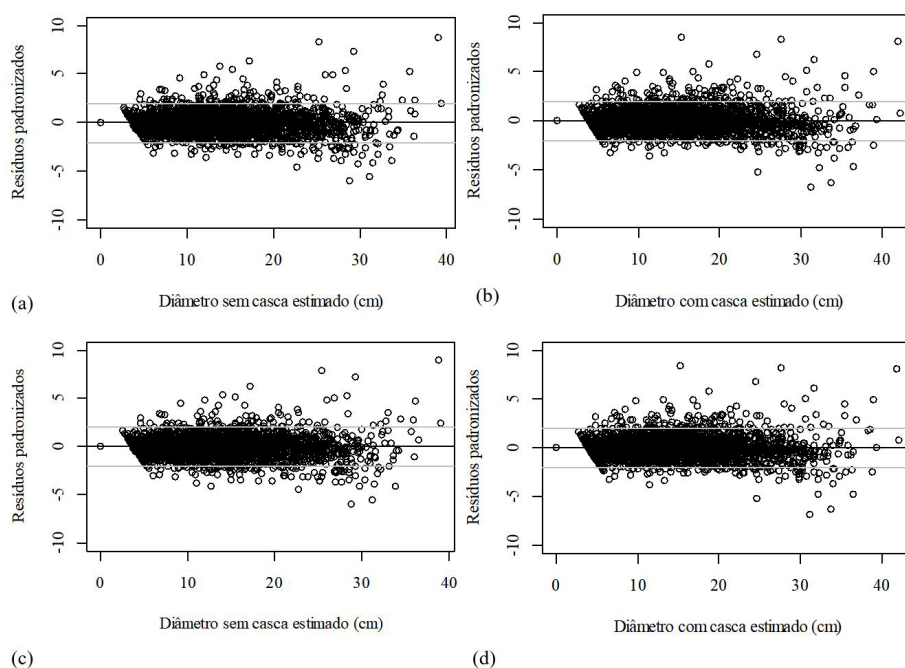 10
5
0
-5
-10
Resíduos padronizados
0 10 20 30 40
(a) Diâmetro sem casca estimado (cm)
10
5
0
-5
-10
Resíduos padronizados
0 10 20 30 40
(b) Diâmetro com casca estimado (cm)
10
5
0
-5
-10
Resíduos padronizados
0 10 20 30 40
Diâmetro sem casca estimado (cm)
(c)
10
5
0
-5
-10
Resíduos padronizados
0 10 20 30 40
Diâmetro com casca estimado (cm)
(d)